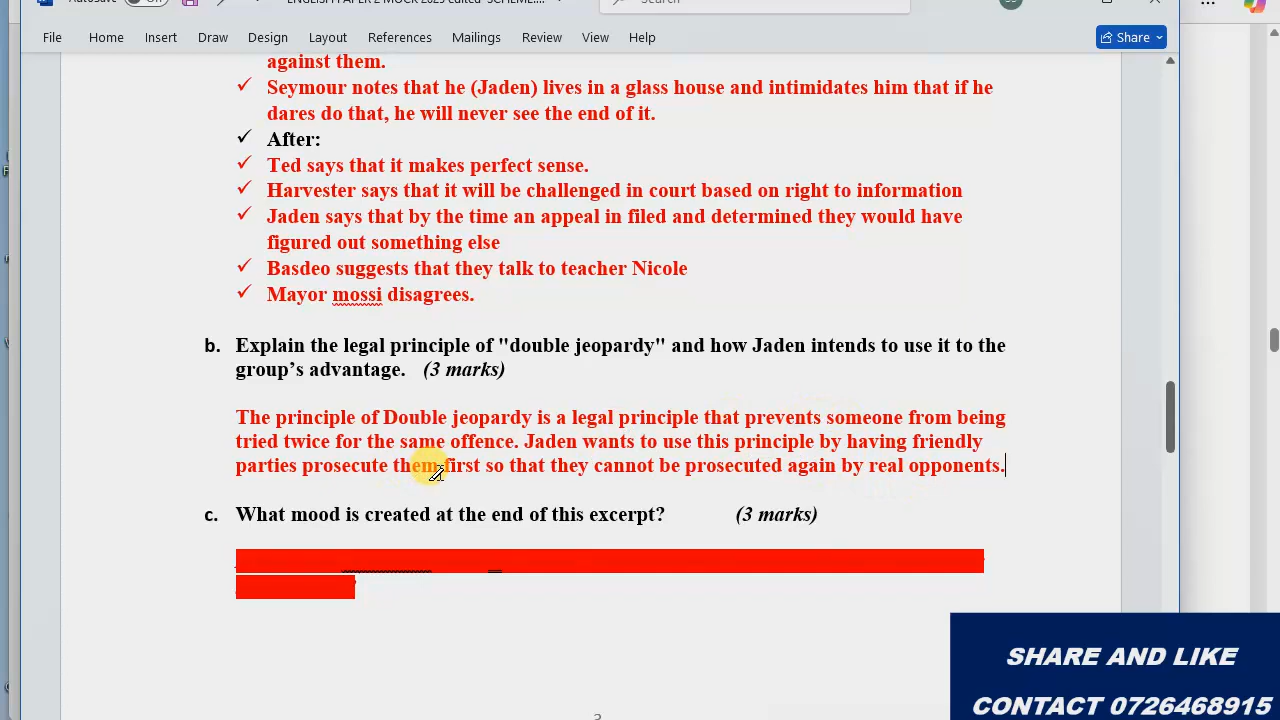 File Home Insert Draw Design Layout References Mailings Review View Help Share
against them.
✓ Seymour notes that he (Jaden) lives in a glass house and intimidates him that if he
dares do that, he will never see the end of it.
✓ After:
✓ Ted says that it makes perfect sense.
✓ Harvester says that it will be challenged in court based on right to information
✓ Jaden says that by the time an appeal in filed and determined they would have
figured out something else
✓ Basdeo suggests that they talk to teacher Nicole
✓ Mayor mossi disagrees.
b. Explain the legal principle of "double jeopardy" and how Jaden intends to use it to the
group's advantage. (3 marks)
The principle of Double jeopardy is a legal principle that prevents someone from being
tried twice for the same offence. Jaden wants to use this principle by having friendly
parties prosecute them first so that they cannot be prosecuted again by real opponents.
c. What mood is created at the end of this excerpt? (3 marks)
SHARE AND LIKE
CONTACT 0726468915